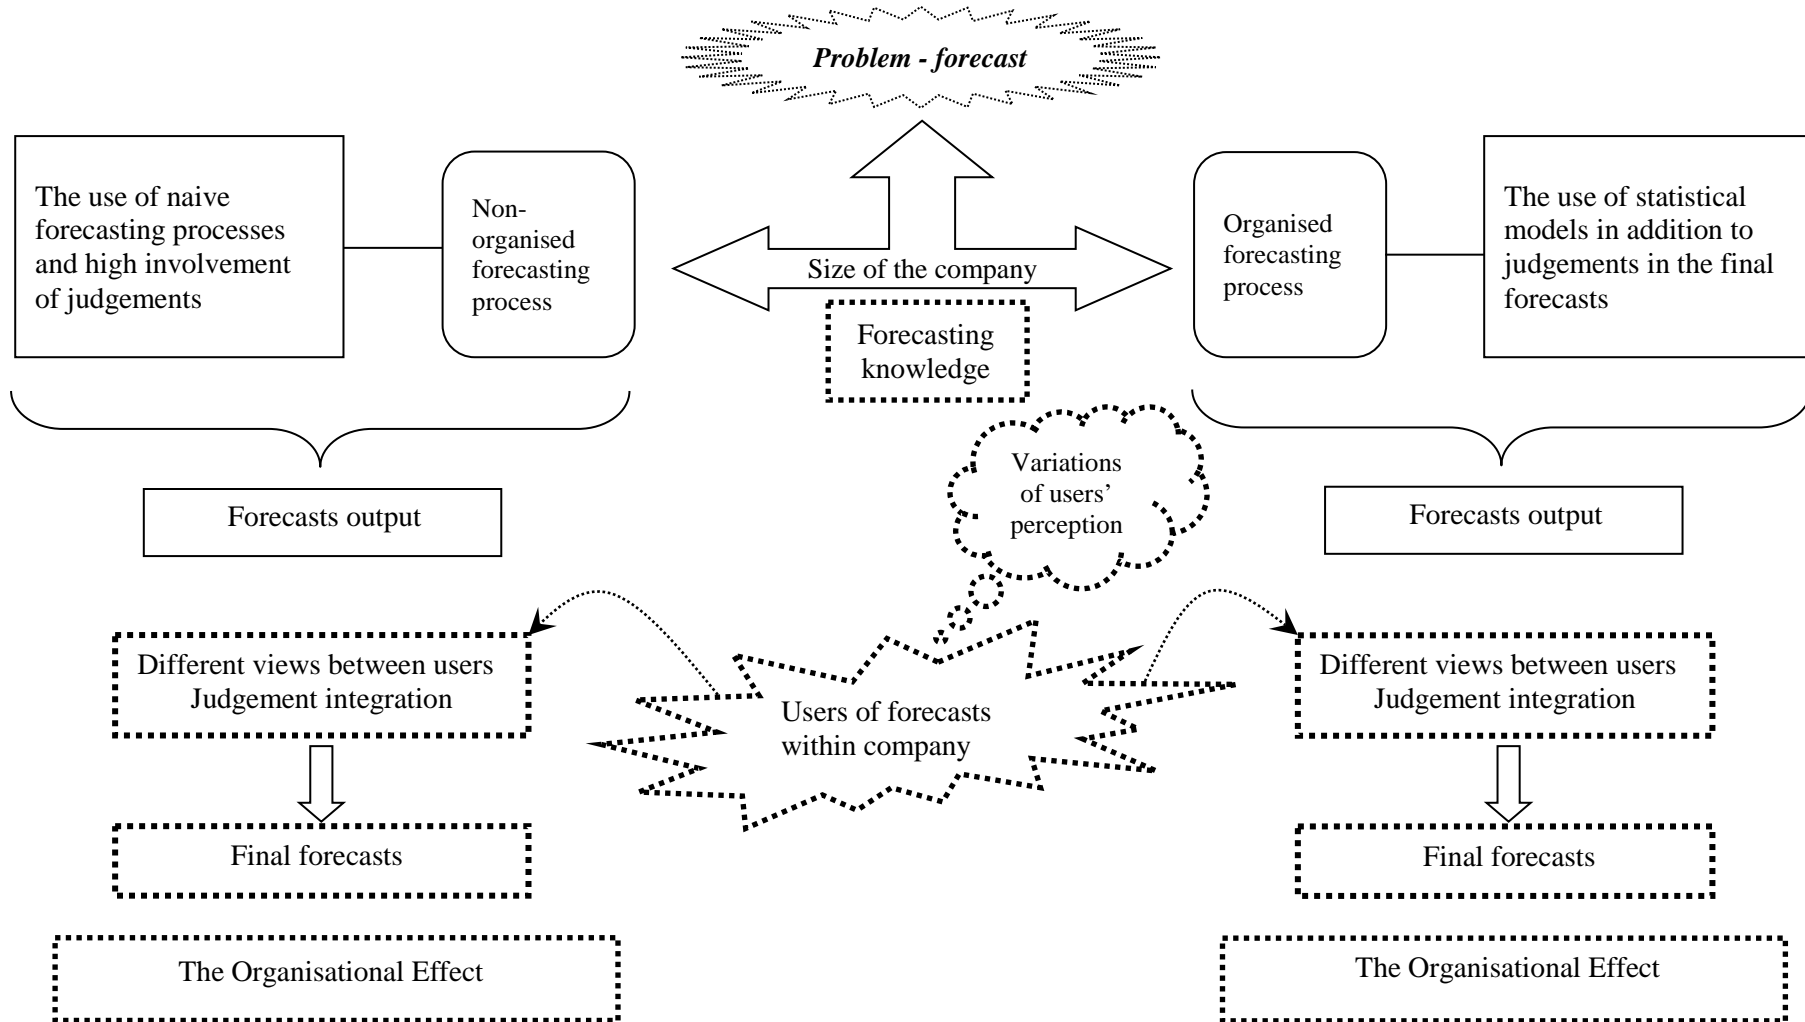 Problem - forecast
The use of naive
forecasting processes
and high involvement
of judgements
Non-
organised
forecasting
process
Size of the company
Forecasting
knowledge
Organised
forecasting
process
The use of statistical
models in addition to
judgements in the final
forecasts
Variations
of users’
perception
Forecasts output
Forecasts output
Different views between users
Judgement integration
Users of forecasts
within company
Different views between users
Judgement integration
Final forecasts
Final forecasts
The Organisational Effect
The Organisational Effect